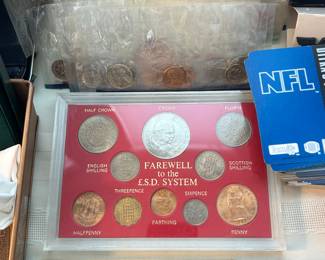 HALF CROWN
CROWN
FLORIN
NFL
ENGLISH
SHILLING
SCOTTISH
SHILLING
FAREWELL
to the
£.S.D. SYSTEM
THREEPENCE
SIXPENCE
FARTHING
HALFPENNY
PENNY